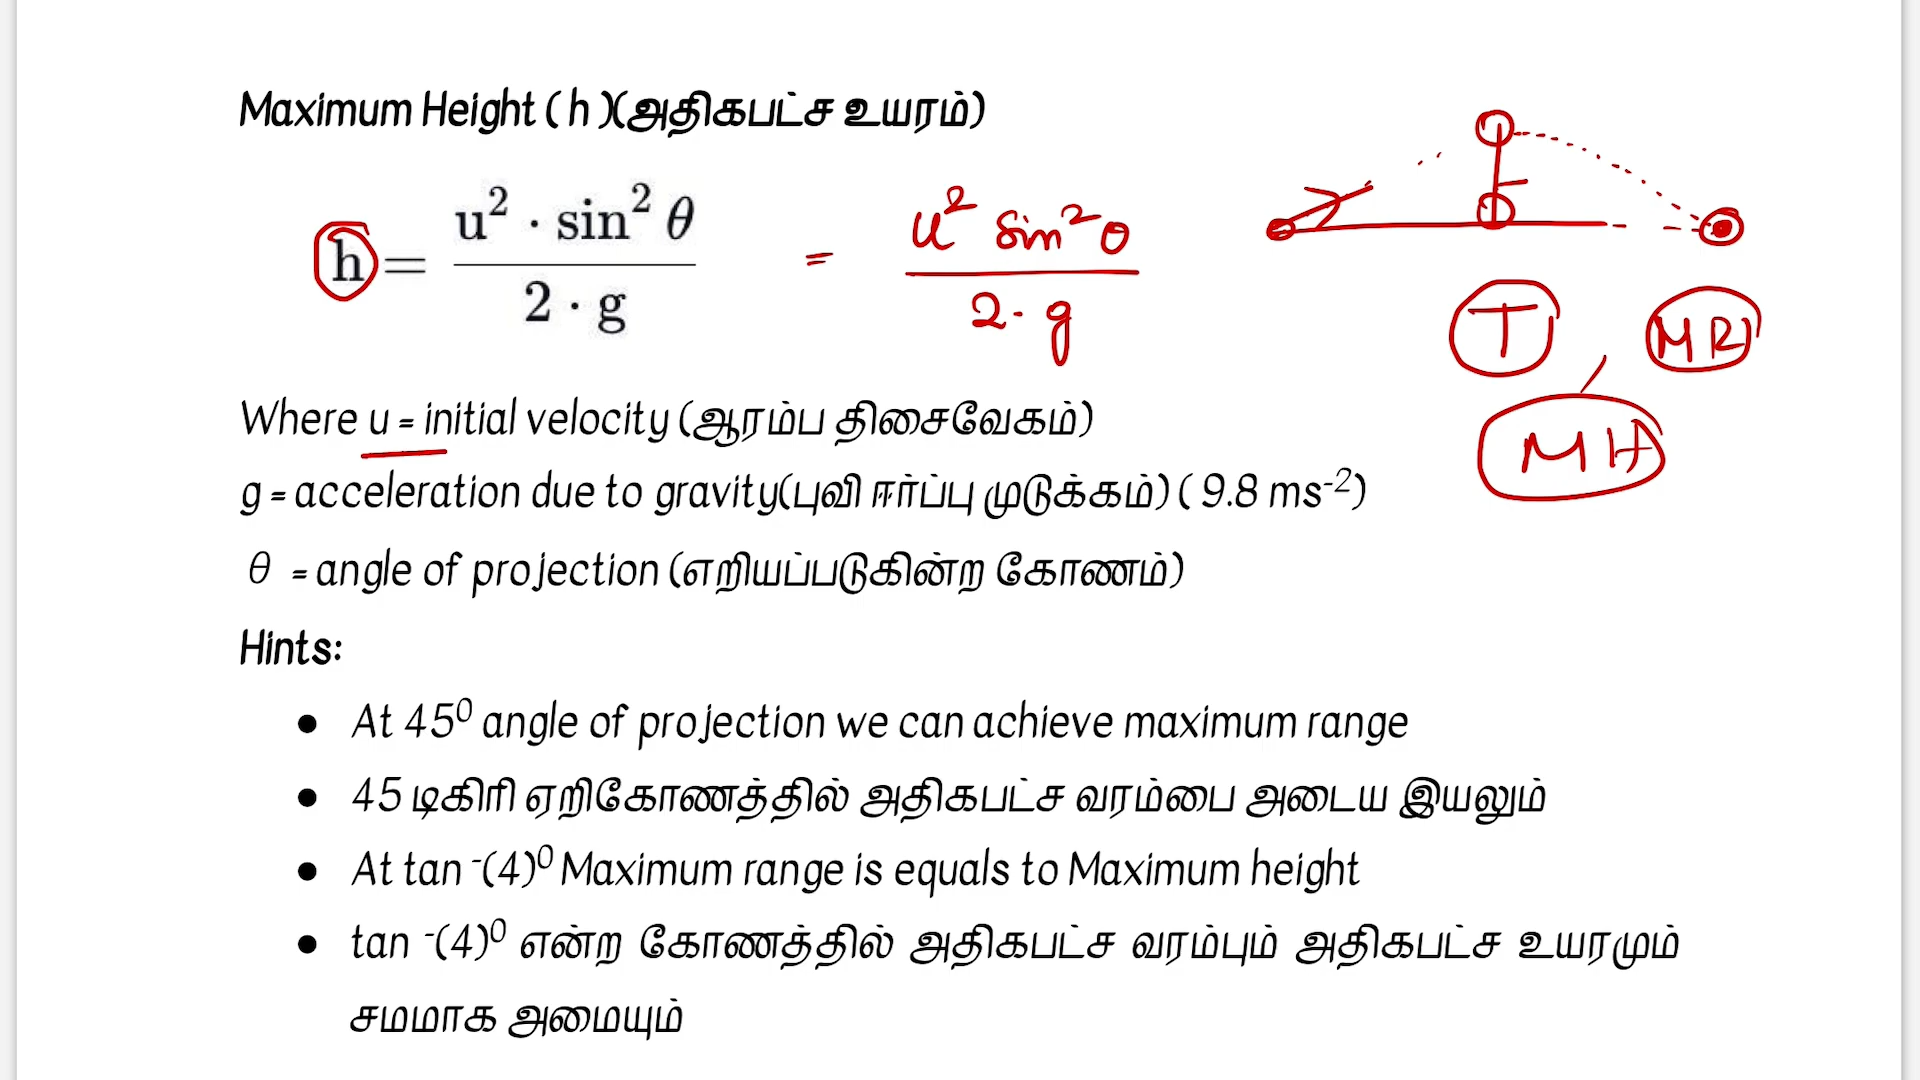 Maximum Height ( h )(அதிகபட்ச உயரம்)
h = u² · sin² θ / 2 · g
= u² sin² θ / 2 · g
T
MR
MH
Where u = initial velocity (ஆரம்ப திசைவேகம்)
g = acceleration due to gravity(புவி ஈர்ப்பு முடுக்கம்) ( 9.8 ms⁻²)
θ = angle of projection (எறியப்படுகின்ற கோணம்)
Hints:
● At 45⁰ angle of projection we can achieve maximum range
● 45 டிகிரி ஏறிகோணத்தில் அதிகபட்ச வரம்பை அடைய இயலும்
● At tan ⁻(4)⁰ Maximum range is equals to Maximum height
● tan ⁻(4)⁰ என்ற கோணத்தில் அதிகபட்ச வரம்பும் அதிகபட்ச உயரமும்
சமமாக அமையும்